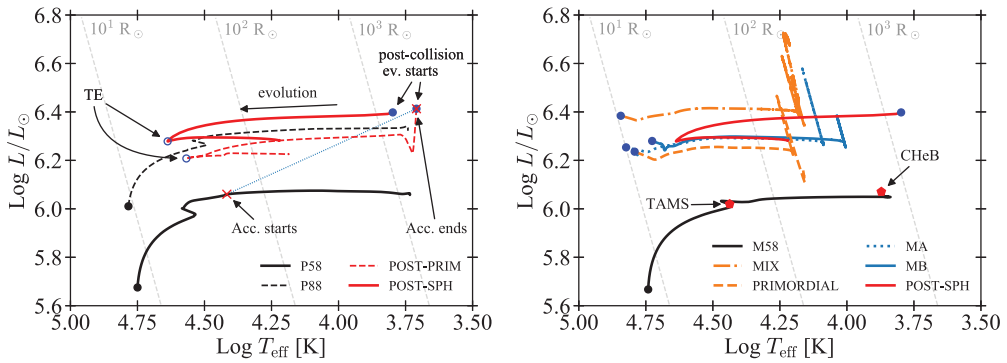 10¹ R⊙
10² R⊙
10³ R⊙
post-collision
ev. starts
evolution
TE
Acc. starts
Acc. ends
P58
P88
POST-PRIM
POST-SPH
6.8
6.6
6.4
6.2
6.0
5.8
5.6
Log L/L⊙
5.00 4.75 4.50 4.25 4.00 3.75 3.50
Log T_eff [K]
10¹ R⊙
10² R⊙
10³ R⊙
CHeB
TAMS
M58
MIX
PRIMORDIAL
MA
MB
POST-SPH
6.8
6.6
6.4
6.2
6.0
5.8
5.6
Log L/L⊙
5.00 4.75 4.50 4.25 4.00 3.75 3.50
Log T_eff [K]